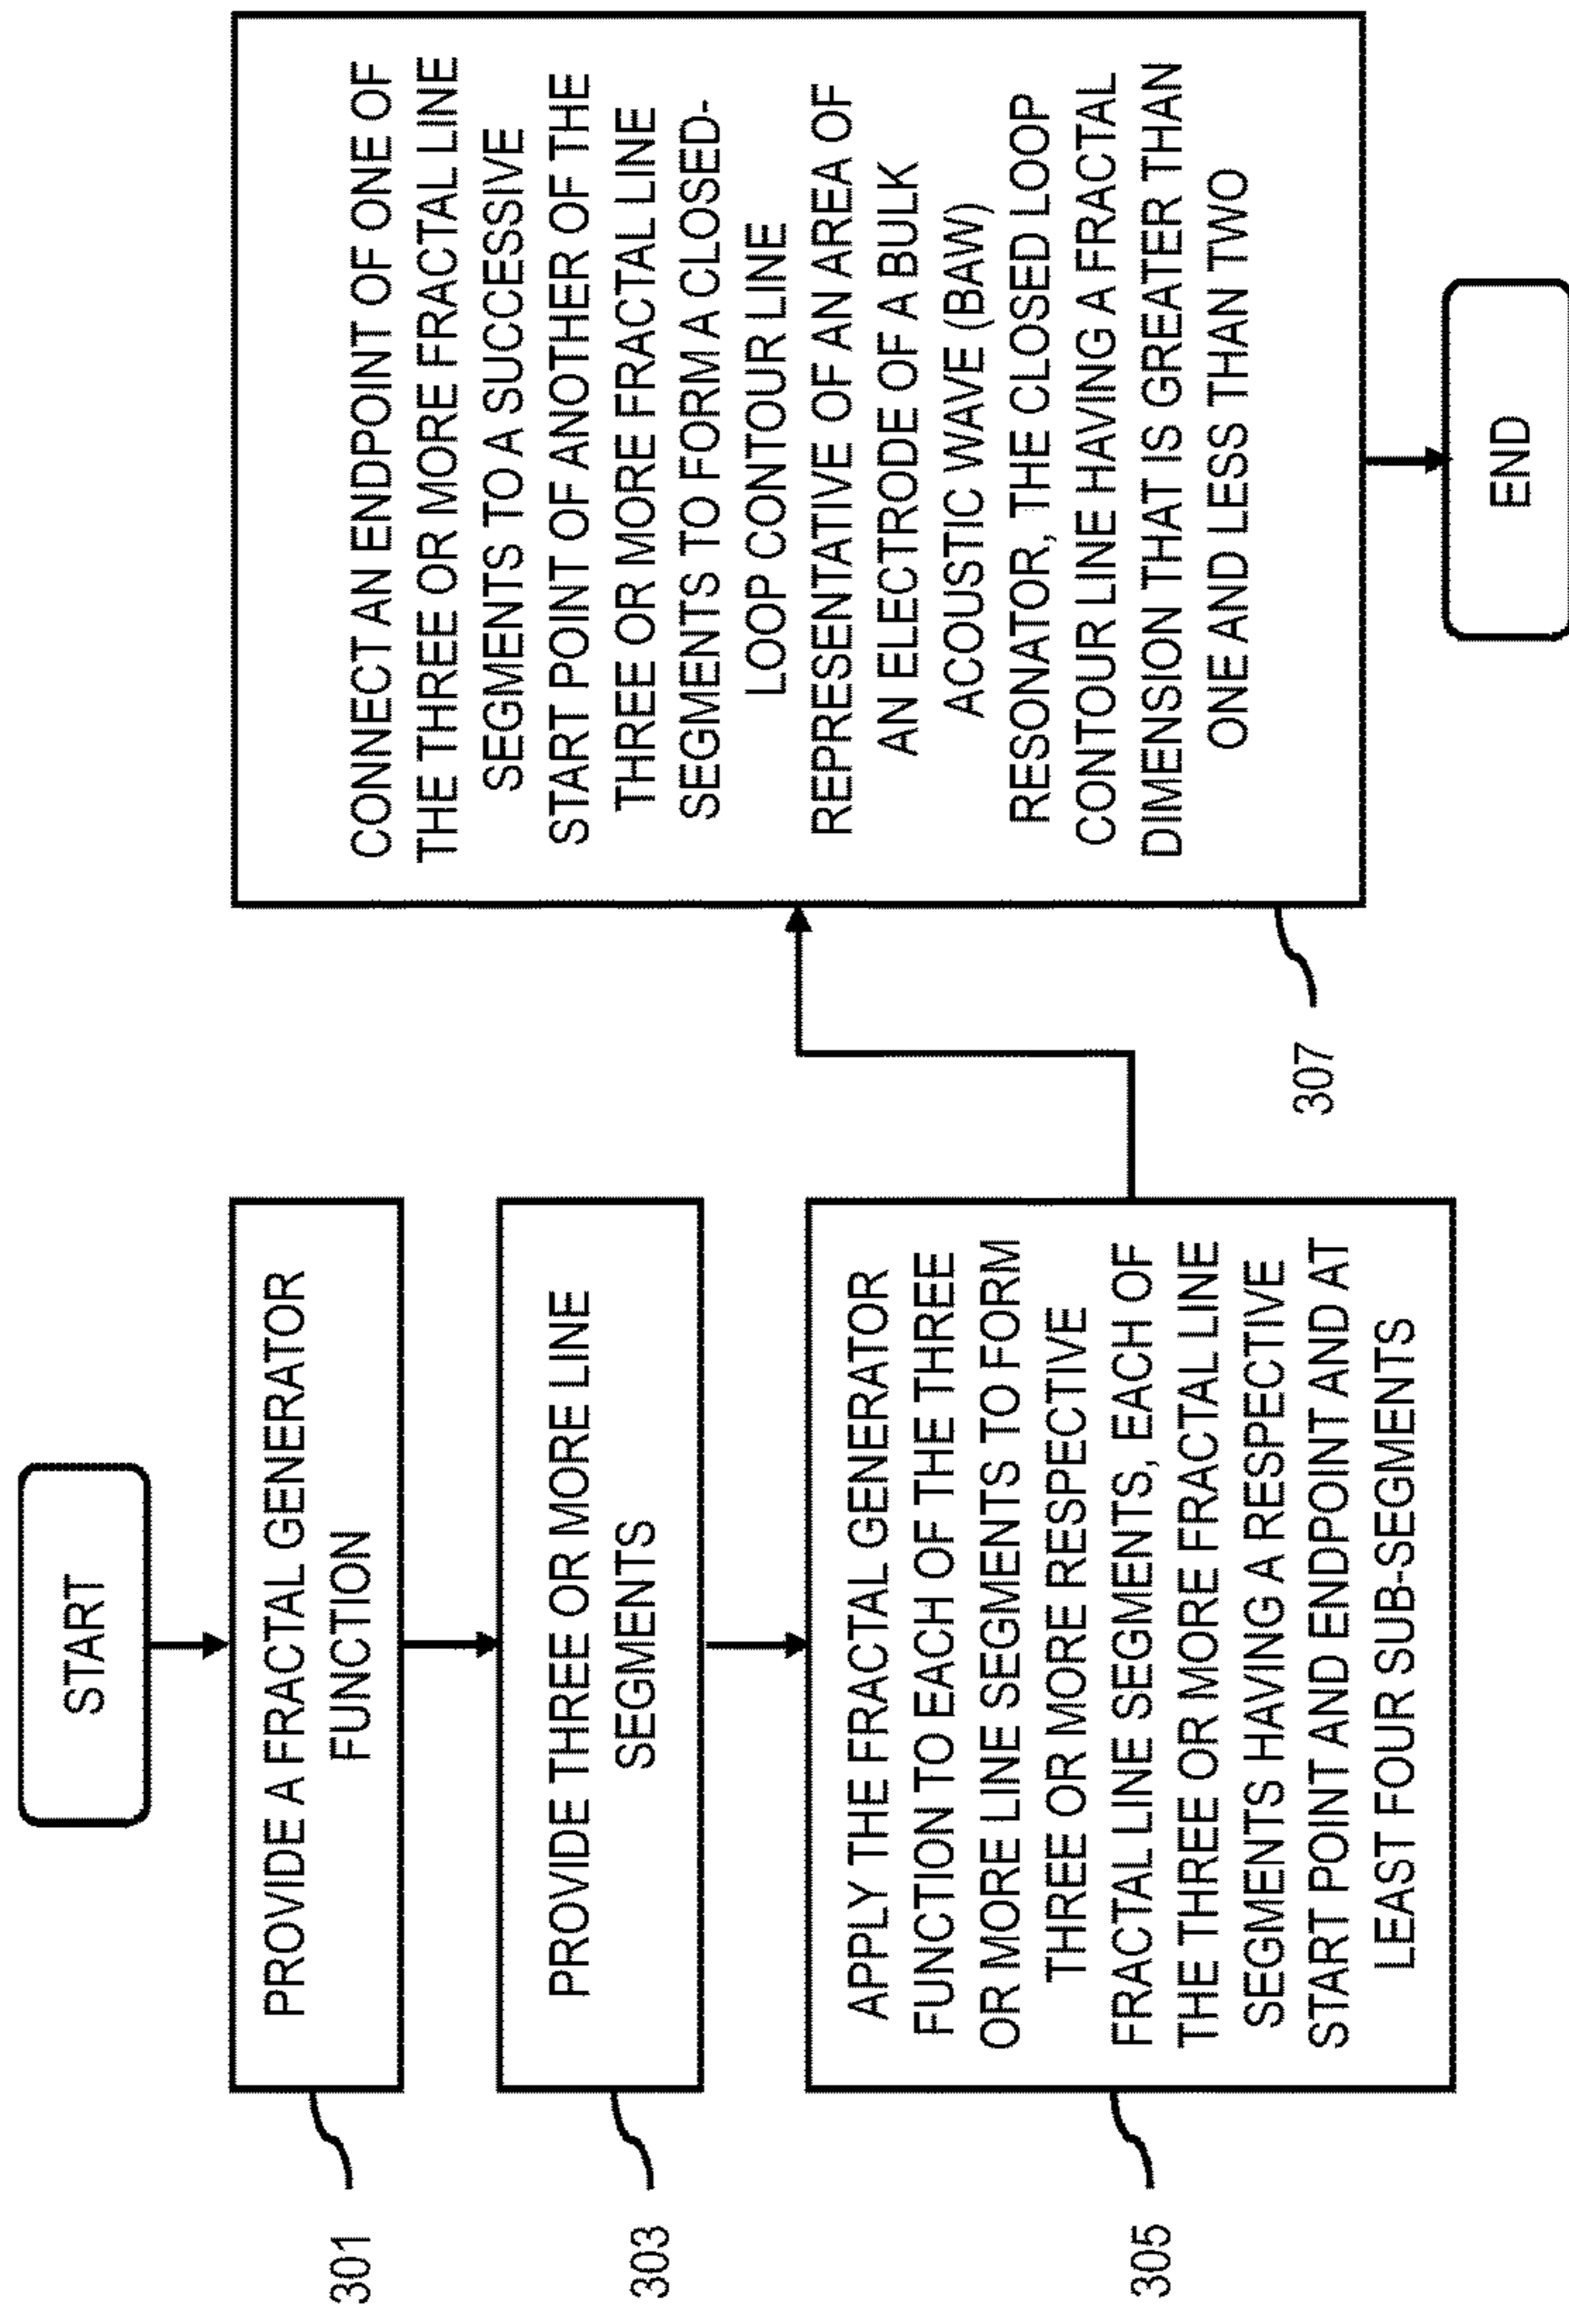 START
301
PROVIDE A FRACTAL GENERATOR
FUNCTION
303
PROVIDE THREE OR MORE LINE
SEGMENTS
305
APPLY THE FRACTAL GENERATOR
FUNCTION TO EACH OF THE THREE
OR MORE LINE SEGMENTS TO FORM
THREE OR MORE RESPECTIVE
FRACTAL LINE SEGMENTS, EACH OF
THE THREE OR MORE FRACTAL LINE
SEGMENTS HAVING A RESPECTIVE
START POINT AND ENDPOINT AND AT
LEAST FOUR SUB-SEGMENTS
307
CONNECT AN ENDPOINT OF ONE OF
THE THREE OR MORE FRACTAL LINE
SEGMENTS TO A SUCCESSIVE
START POINT OF ANOTHER OF THE
THREE OR MORE FRACTAL LINE
SEGMENTS TO FORM A CLOSED-
LOOP CONTOUR LINE
REPRESENTATIVE OF AN AREA OF
AN ELECTRODE OF A BULK
ACOUSTIC WAVE (BAW)
RESONATOR, THE CLOSED LOOP
CONTOUR LINE HAVING A FRACTAL
DIMENSION THAT IS GREATER THAN
ONE AND LESS THAN TWO
END